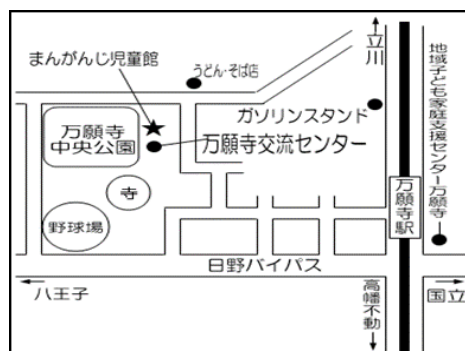 立川
まんがんじ児童館
うどん・そば店
地域子ども家庭支援センター万願寺
ガソリンスタンド
万願寺
中央公園
万願寺交流センター
寺
万願寺駅
野球場
日野バイパス
八王子
高幡不動
国立